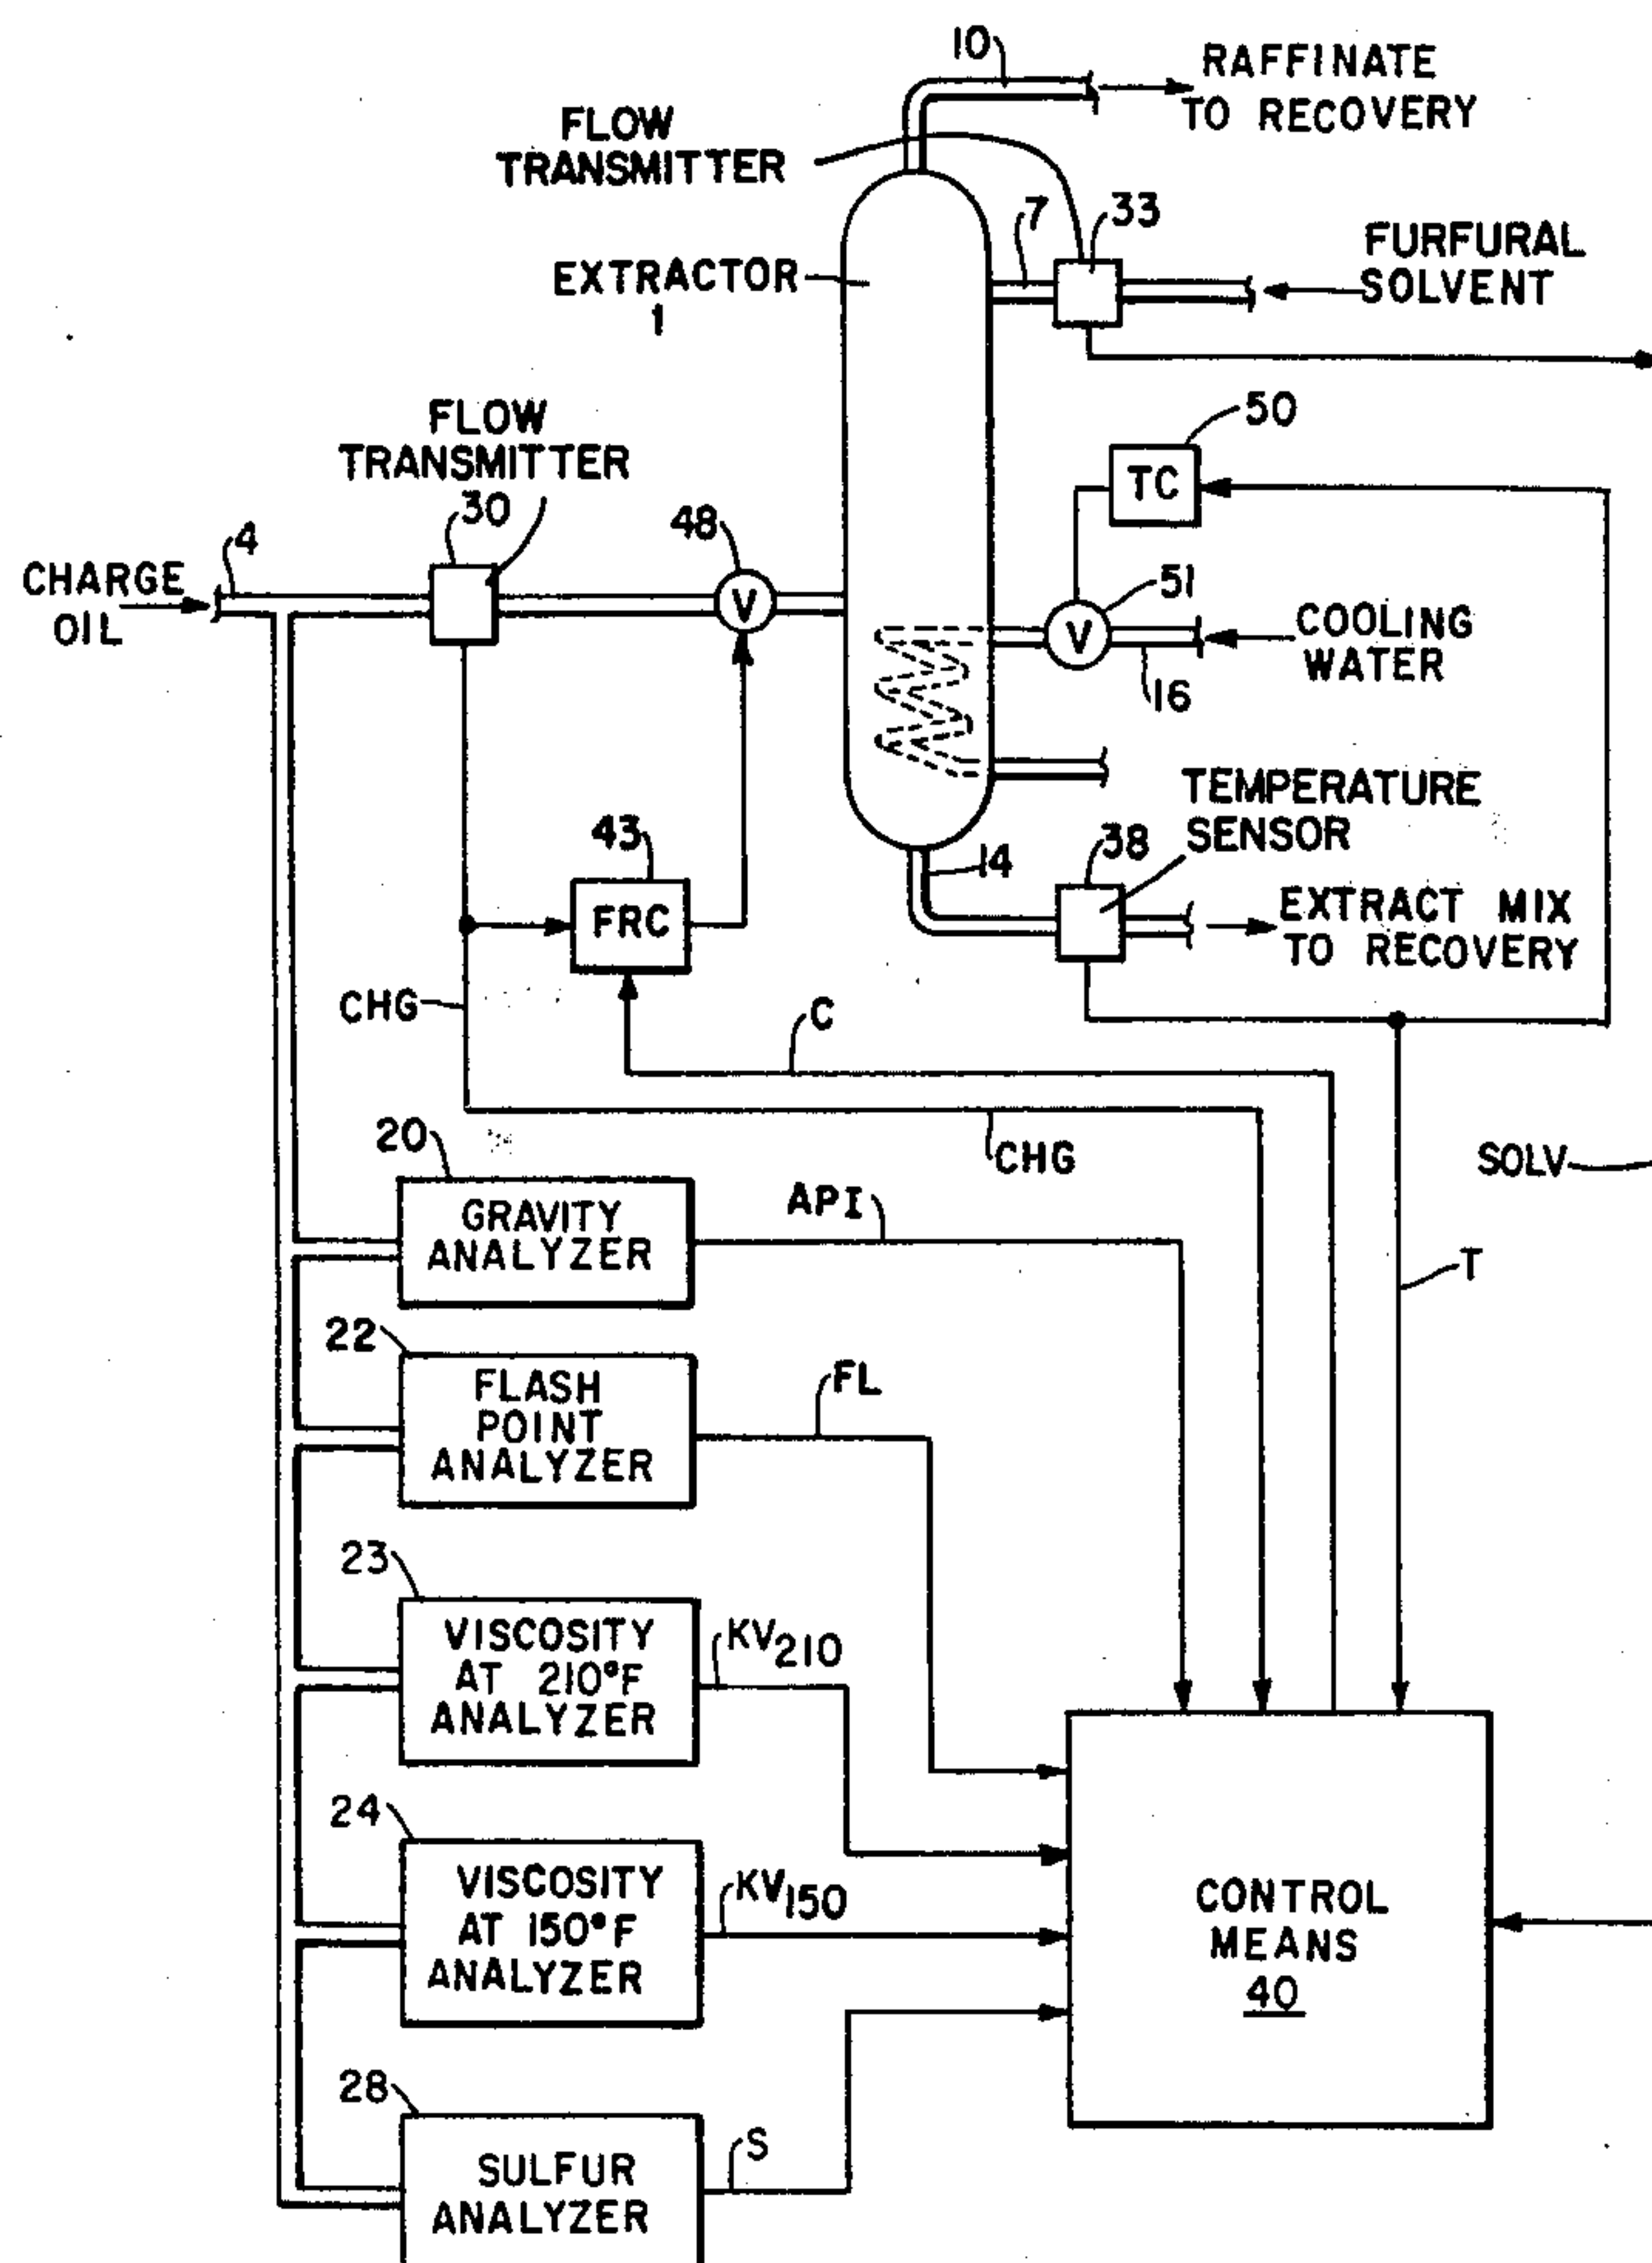 10
RAFFINATE
TO RECOVERY
FLOW
TRANSMITTER
7
33
FURFURAL
SOLVENT
EXTRACTOR
1
50
TC
FLOW
TRANSMITTER
30
48
4
CHARGE
OIL
V
51
V
COOLING
WATER
16
TEMPERATURE
SENSOR
43
38
14
FRC
EXTRACT MIX
TO RECOVERY
CHG
C
20
CHG
SOLV
GRAVITY
ANALYZER
API
T
22
FLASH
POINT
ANALYZER
FL
23
VISCOSITY
AT 210°F
ANALYZER
KV210
24
VISCOSITY
AT 150°F
ANALYZER
KV150
CONTROL
MEANS
40
28
SULFUR
ANALYZER
S